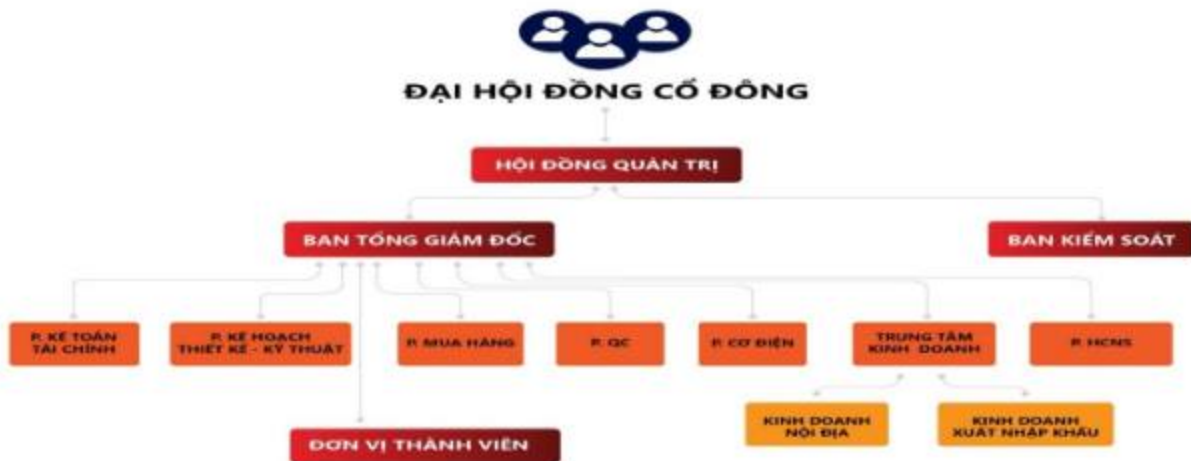 ĐẠI HỘI ĐỒNG CỔ ĐÔNG
HỘI ĐỒNG QUẢN TRỊ
BAN TỔNG GIÁM ĐỐC
BAN KIỂM SOÁT
P. KẾ TOÁN
TÀI CHÍNH
P. KẾ HOẠCH
THIẾT KẾ - KỸ THUẬT
P. MUA HÀNG
P. QC
P. CƠ ĐIỆN
TRUNG TÂM
KINH DOANH
P. HCNS
KINH DOANH
NỘI ĐỊA
KINH DOANH
XUẤT NHẬP KHẨU
ĐƠN VỊ THÀNH VIÊN